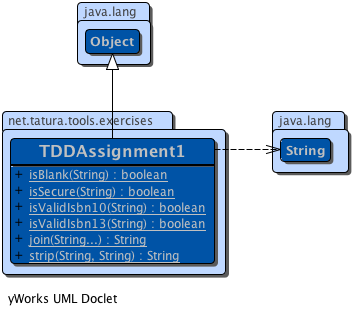 java.lang
Object
net.tatura.tools.exercises
java.lang
TDDAssignment1
String
+ isBlank(String) : boolean
+ isSecure(String) : boolean
+ isValidIsbn10(String) : boolean
+ isValidIsbn13(String) : boolean
+ join(String...) : String
+ strip(String, String) : String
yWorks UML Doclet